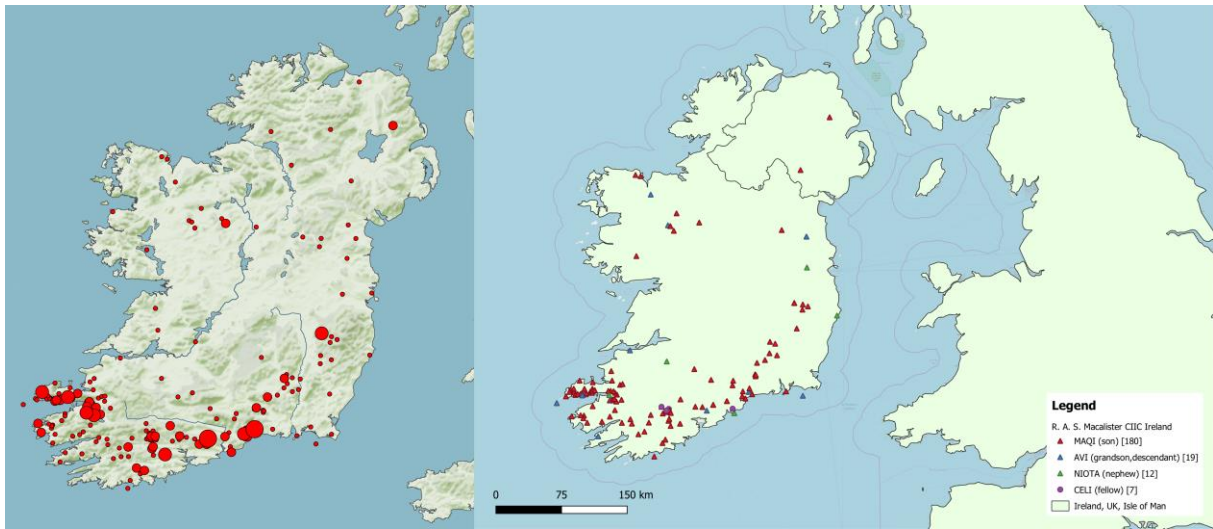 Legend
R. A. S. Macalister CIIC Ireland
MAQI (son) [180]
AVI (grandson,descendant) [19]
NIOTA (nephew) [12]
CELI (fellow) [7]
Ireland, UK, Isle of Man
0 75 150 km